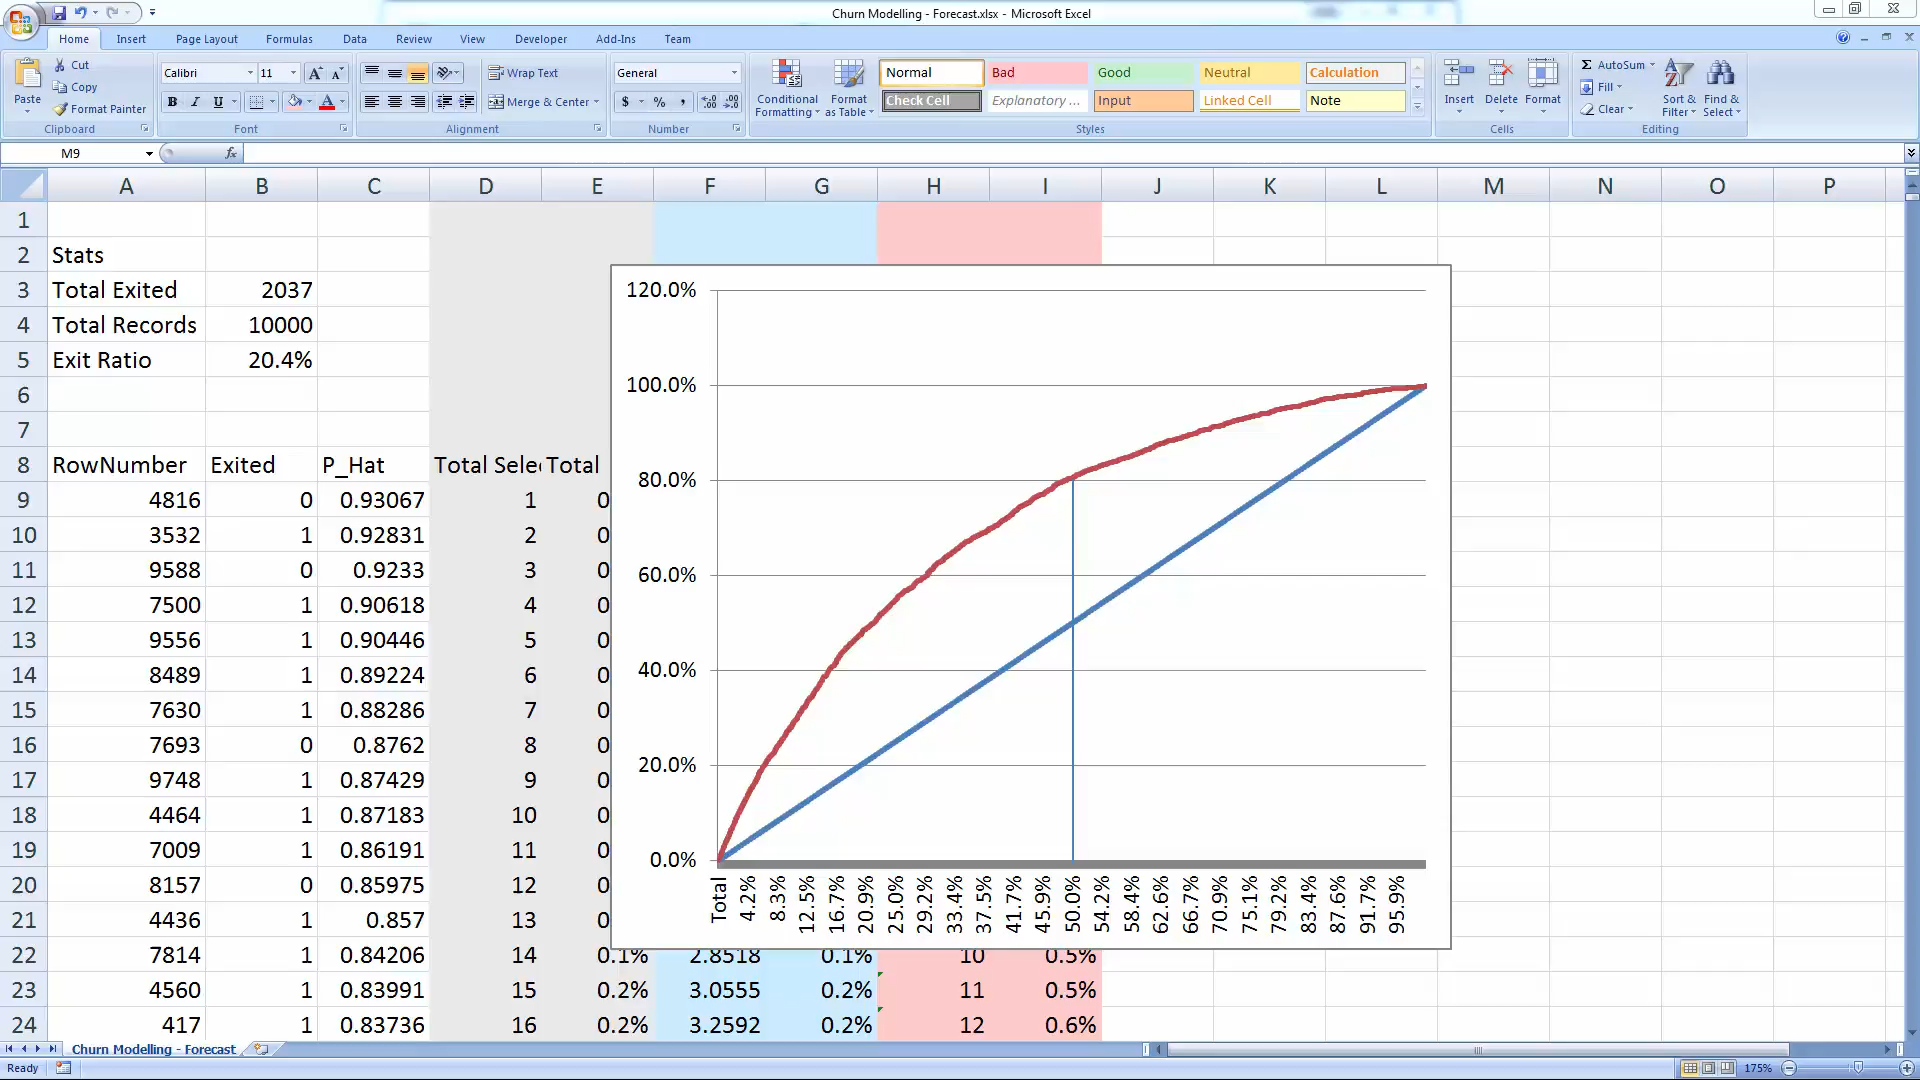 Churn Modelling - Forecast.xlsx - Microsoft Excel
Home Insert Page Layout Formulas Data Review View Developer Add-Ins Team
Paste
Cut
Copy
Format Painter
Clipboard
Calibri 11
B I U
Font
Wrap Text
Merge & Center
Alignment
General
$ % ,
Number
Conditional Formatting
Format as Table
Normal Bad Good Neutral Calculation
Check Cell Explanatory ... Input Linked Cell Note
Styles
Insert Delete Format
Cells
Σ AutoSum
Fill
Clear
Sort & Filter
Find & Select
Editing
M9 fx
A B C D E F G H I J K L M N O P
1
2 Stats
3 Total Exited 2037
4 Total Records 10000
5 Exit Ratio 20.4%
6
7
8 RowNumber Exited P_Hat Total Sele Total
9 4816 0 0.93067 1 0
10 3532 1 0.92831 2 0
11 9588 0 0.9233 3 0
12 7500 1 0.90618 4 0
13 9556 1 0.90446 5 0
14 8489 1 0.89224 6 0
15 7630 1 0.88286 7 0
16 7693 0 0.8762 8 0
17 9748 1 0.87429 9 0
18 4464 1 0.87183 10 0
19 7009 1 0.86191 11 0
20 8157 0 0.85975 12 0
21 4436 1 0.857 13 0
22 7814 1 0.84206 14 0.1% 2.8518 0.1% 10 0.5%
23 4560 1 0.83991 15 0.2% 3.0555 0.2% 11 0.5%
24 417 1 0.83736 16 0.2% 3.2592 0.2% 12 0.6%
120.0%
100.0%
80.0%
60.0%
40.0%
20.0%
0.0%
Total 4.2% 8.3% 12.5% 16.7% 20.9% 25.0% 29.2% 33.4% 37.5% 41.7% 45.9% 50.0% 54.2% 58.4% 62.6% 66.7% 70.9% 75.1% 79.2% 83.4% 87.6% 91.7% 95.9%
Churn Modelling - Forecast
Ready 175%